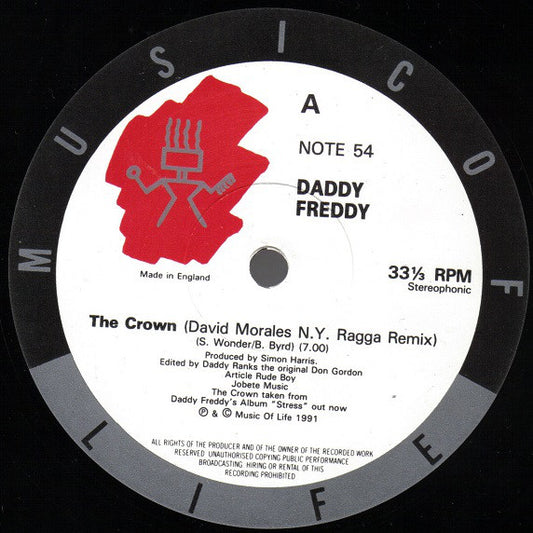 MUSIC OF
LIFE
A
NOTE 54
DADDY
FREDDY
Made in England
33⅓ RPM
Stereophonic
The Crown (David Morales N.Y. Ragga Remix)
(S. Wonder/B. Byrd) (7.00)
Produced by Simon Harris.
Edited by Daddy Ranks the original Don Gordon
Article Rude Boy
Jobete Music
The Crown taken from
Daddy Freddy's Album "Stress" out now
℗ & © Music Of Life 1991
ALL RIGHTS OF THE PRODUCER AND OF THE OWNER OF THE RECORDED WORK
RESERVED UNAUTHORISED COPYING PUBLIC PERFORMANCE
BROADCASTING HIRING OR RENTAL OF THIS
RECORDING PROHIBITED